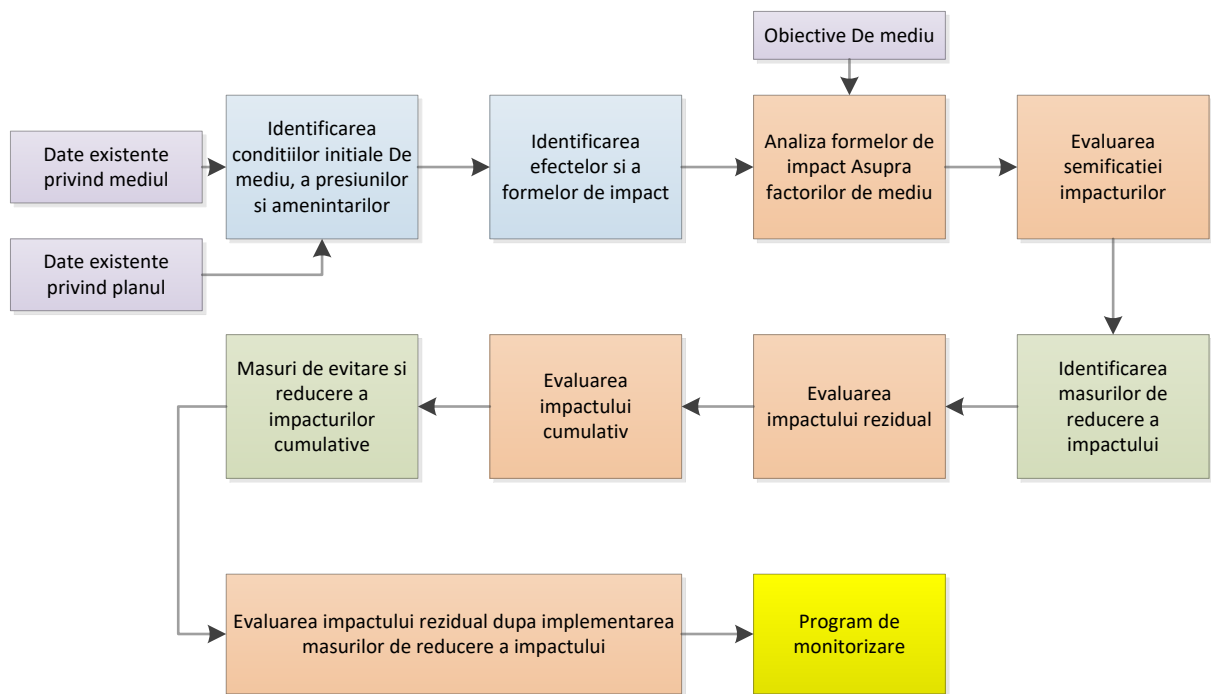 Obiective De mediu
Date existente
privind mediul
Identificarea
conditiilor initiale De
mediu, a presiunilor
si amenintarilor
Identificarea
efectelor si a
formelor de impact
Analiza formelor de
impact Asupra
factorilor de mediu
Evaluarea
semificatiei
impacturilor
Date existente
privind planul
Masuri de evitare si
reducere a
impacturilor
cumulative
Evaluarea
impactului
cumulativ
Evaluarea
impactului rezidual
Identificarea
masurilor de
reducere a
impactului
Evaluarea impactului rezidual dupa implementarea
masurilor de reducere a impactului
Program de
monitorizare